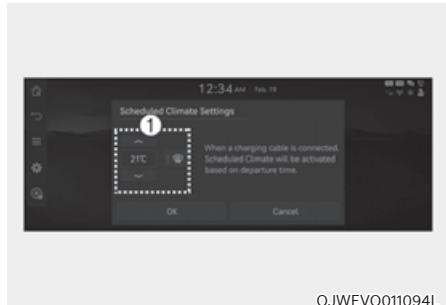 12:34 AM Feb. 19
Scheduled Climate Settings
1
21℃
When a charging cable is connected,
Scheduled Climate will be activated
based on departure time.
OK
Cancel
OJWEVQ011094L